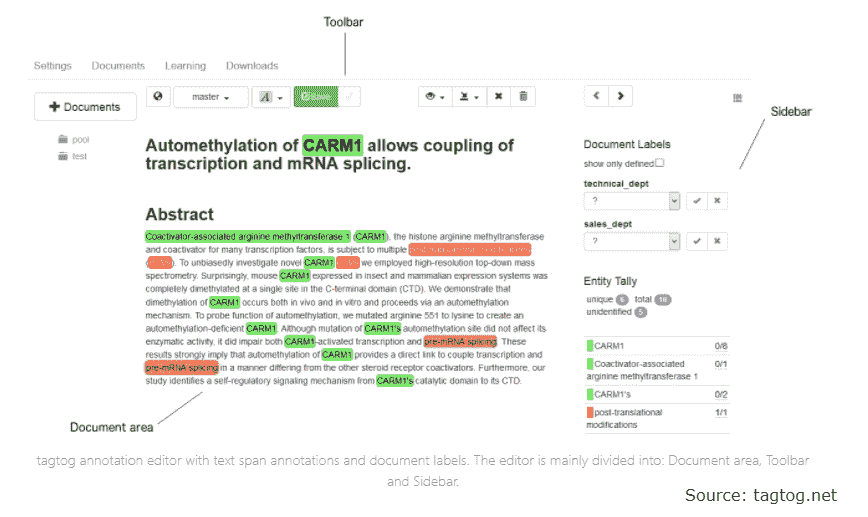 Toolbar
Settings Documents Learning Downloads
master
A
Documents
pool
test
Sidebar
Automethylation of CARM1 allows coupling of
transcription and mRNA splicing.
Abstract
Coactivator-associated arginine methyltransferase 1 (CARM1), the histone arginine methyltransferase
and coactivator for many transcription factors, is subject to multiple
To unbiasedly investigate novel CARM1 we employed high-resolution top-down mass
spectrometry. Surprisingly, mouse CARM1 expressed in insect and mammalian expression systems was
completely dimethylated at a single site in the C-terminal domain (CTD). We demonstrate that
dimethylation of CARM1 occurs both in vivo and in vitro and proceeds via an automethylation
mechanism. To probe function of automethylation, we mutated arginine 551 to lysine to create an
automethylation-deficient CARM1. Although mutation of CARM1's automethylation site did not affect its
enzymatic activity, it did impair both CARM1-activated transcription and pre-mRNA splicing. These
results strongly imply that automethylation of CARM1 provides a direct link to couple transcription and
pre-mRNA splicing in a manner differing from the other steroid receptor coactivators. Furthermore, our
study identifies a self-regulatory signaling mechanism from CARM1's catalytic domain to its CTD.
Document Labels
show only defined
technical_dept
?
sales_dept
?
Entity Tally
unique total
unidentified 5
CARM1 0/8
Coactivator-associated 0/1
arginine methyltransferase 1
CARM1's 0/2
post-translational 1/1
modifications
Document area
tagtog annotation editor with text span annotations and document labels. The editor is mainly divided into: Document area, Toolbar
and Sidebar.
Source: tagtog.net